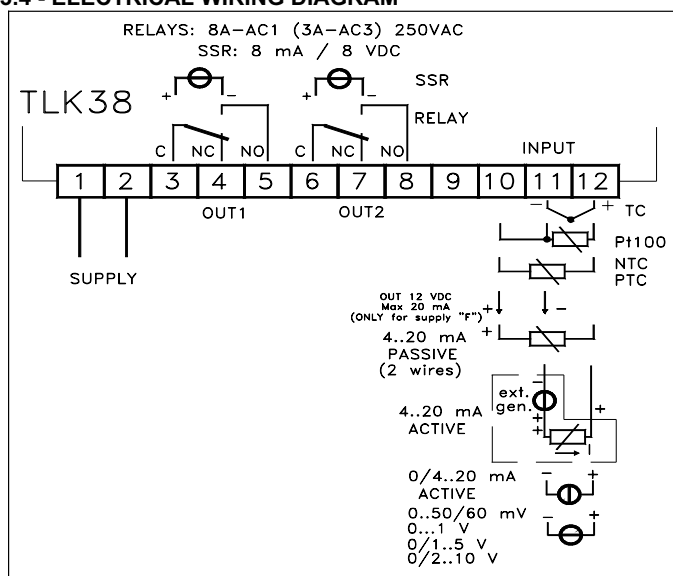 3.4 - ELECTRICAL WIRING DIAGRAM
RELAYS: 8A-AC1 (3A-AC3) 250VAC
SSR: 8 mA / 8 VDC
+ - + - SSR
TLK38
RELAY
C NC NO C NC NO INPUT
1 2 3 4 5 6 7 8 9 10 11 12
OUT1 OUT2
- + TC
Pt100
SUPPLY
NTC
PTC
OUT 12 VDC
Max 20 mA
(ONLY for supply "F")
+ -
4..20 mA
PASSIVE
(2 wires)
+
-
ext.
gen.
+
+
+
4..20 mA
ACTIVE
I
0/4..20 mA
ACTIVE
- +
0..50/60 mV
0...1 V
0/1..5 V
0/2..10 V
- +